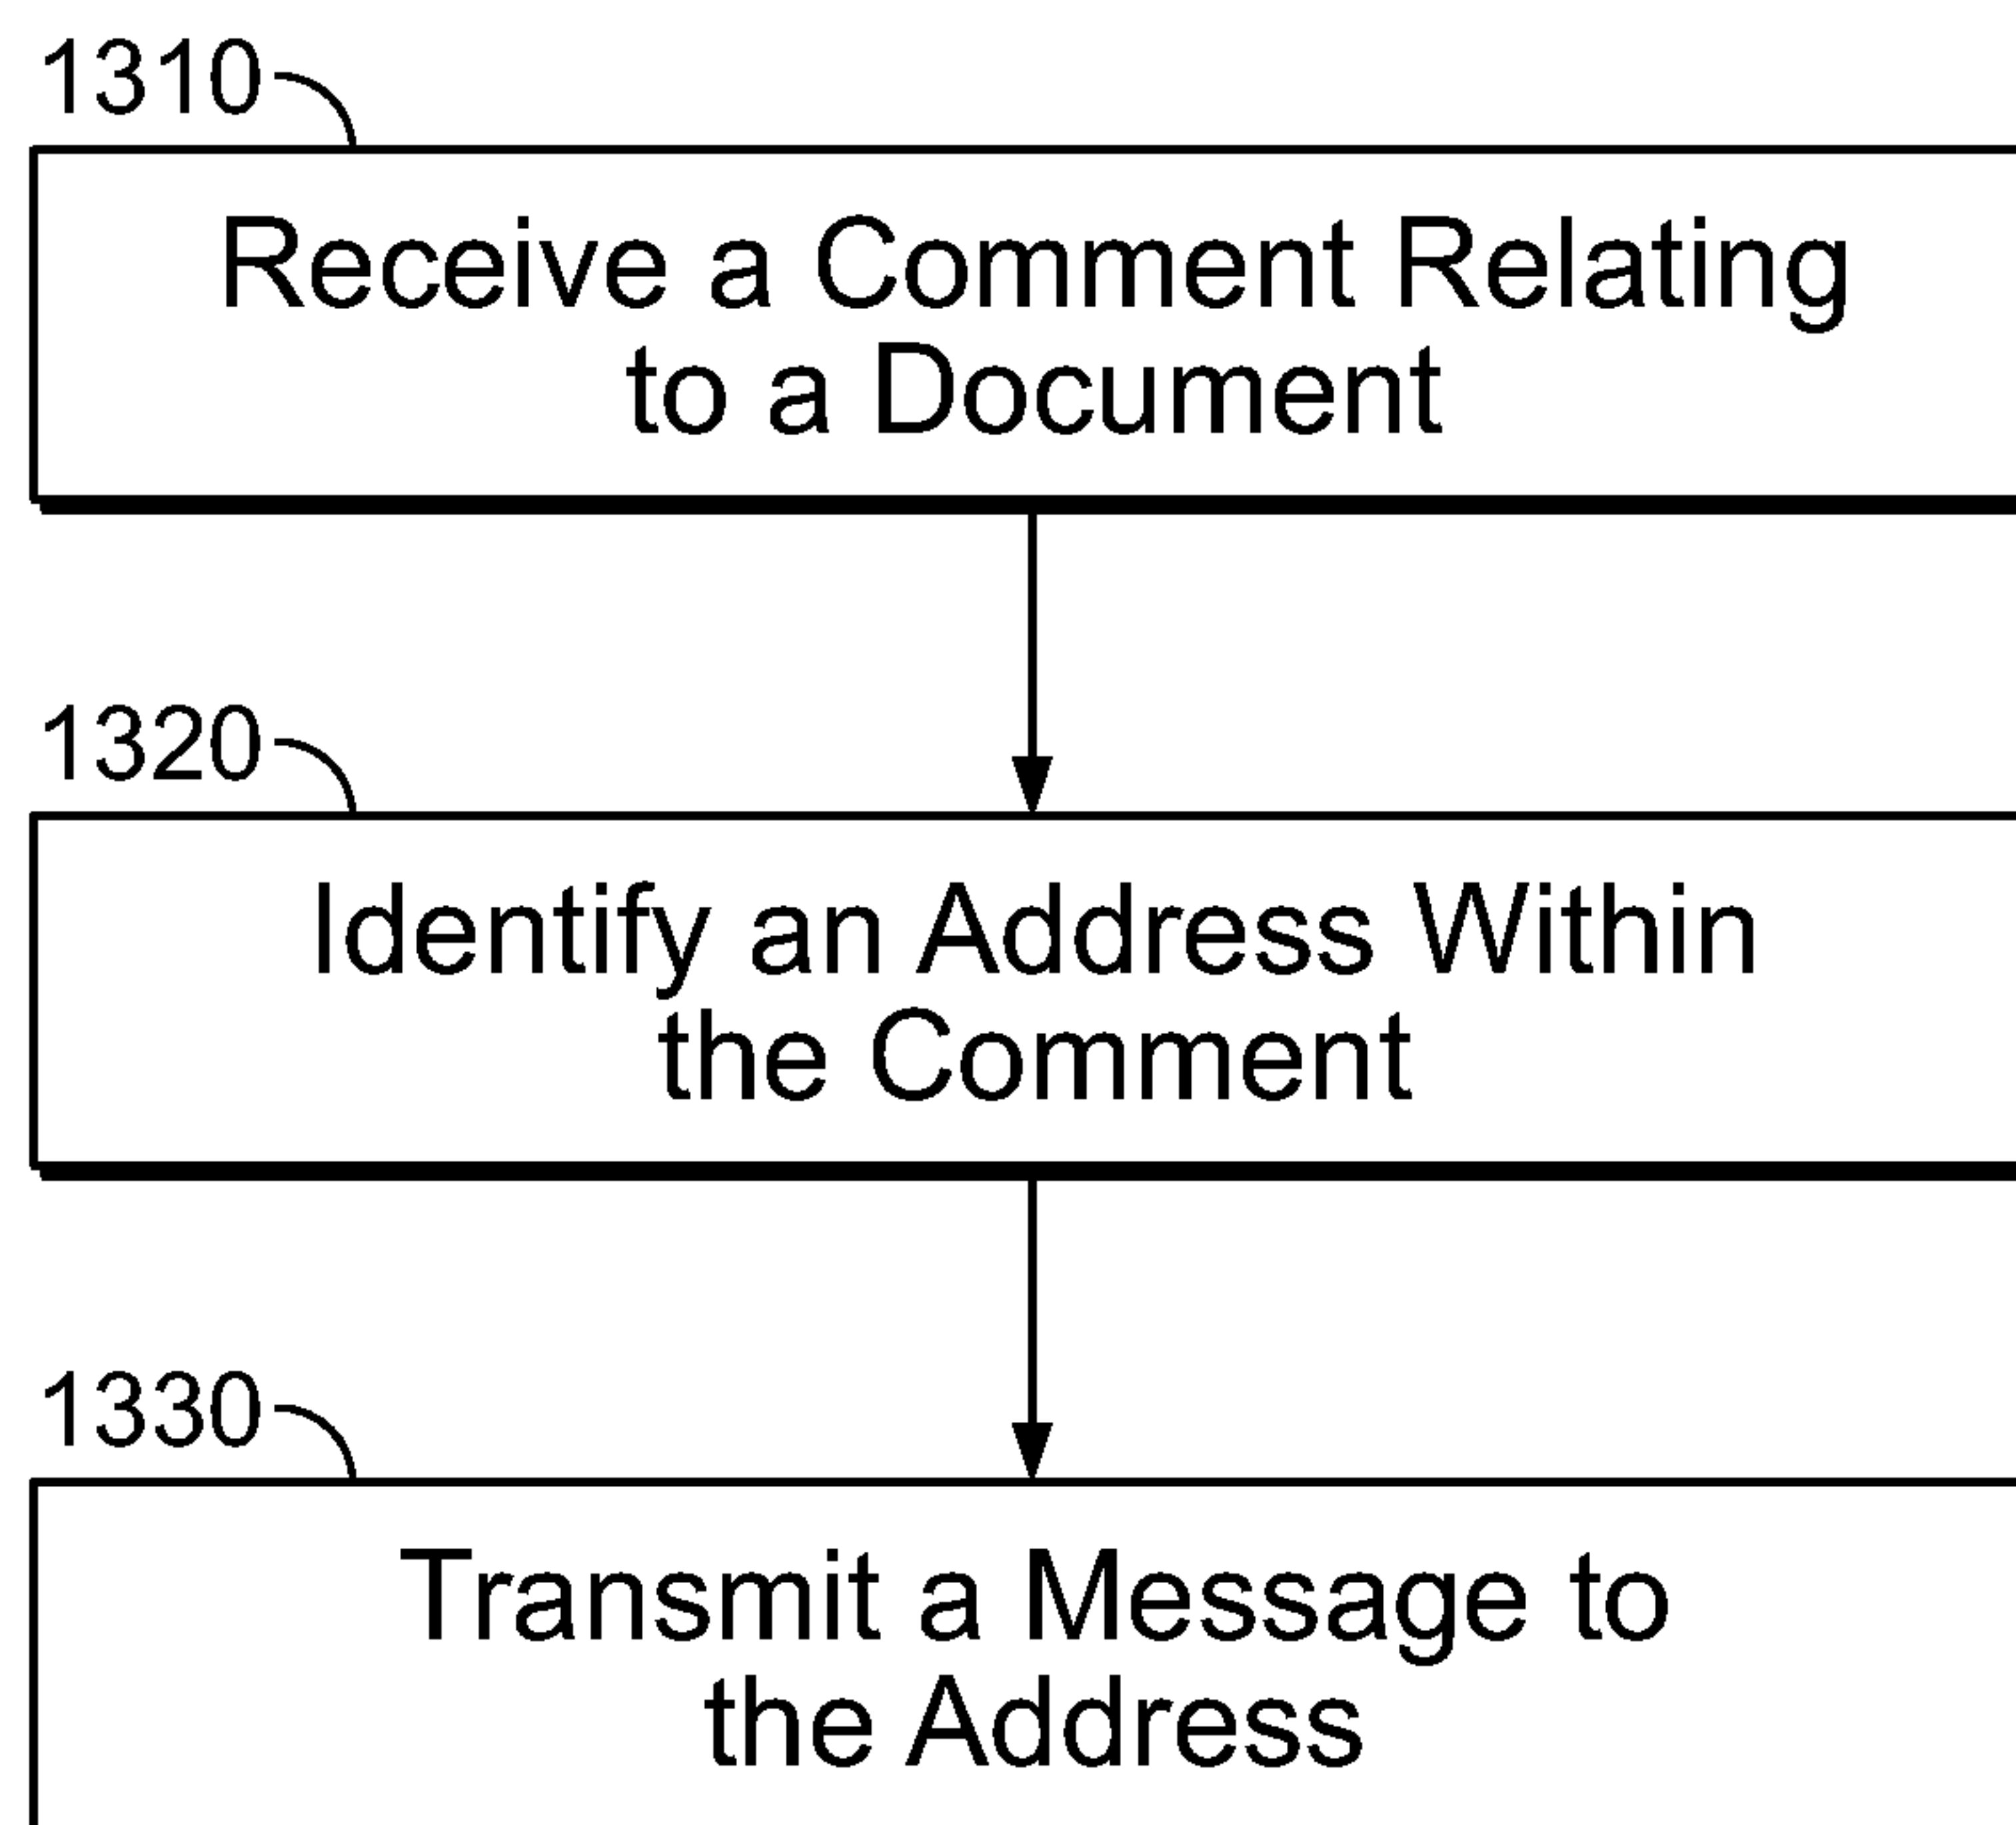 1310
Receive a Comment Relating
to a Document
1320
Identify an Address Within
the Comment
1330
Transmit a Message to
the Address